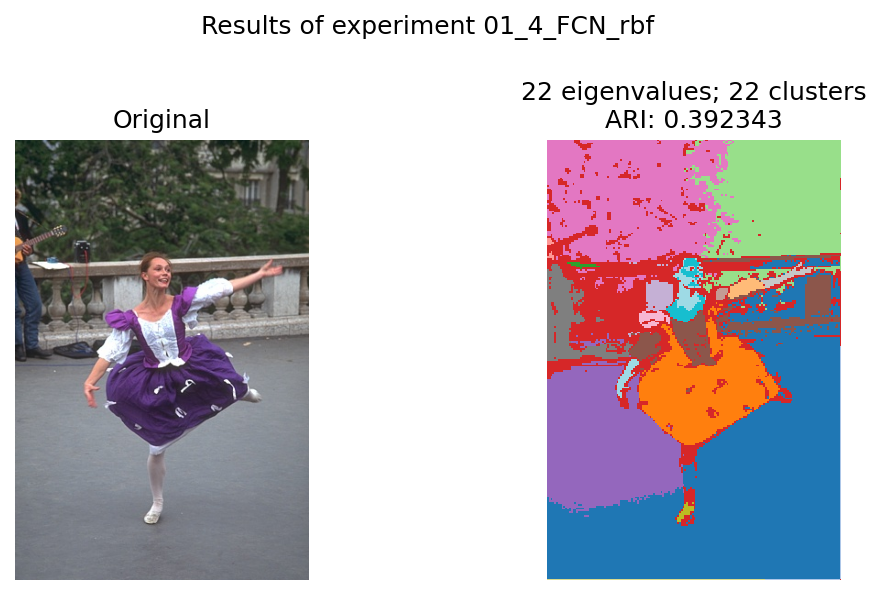 Results of experiment 01_4_FCN_rbf
Original
22 eigenvalues; 22 clusters
ARI: 0.392343